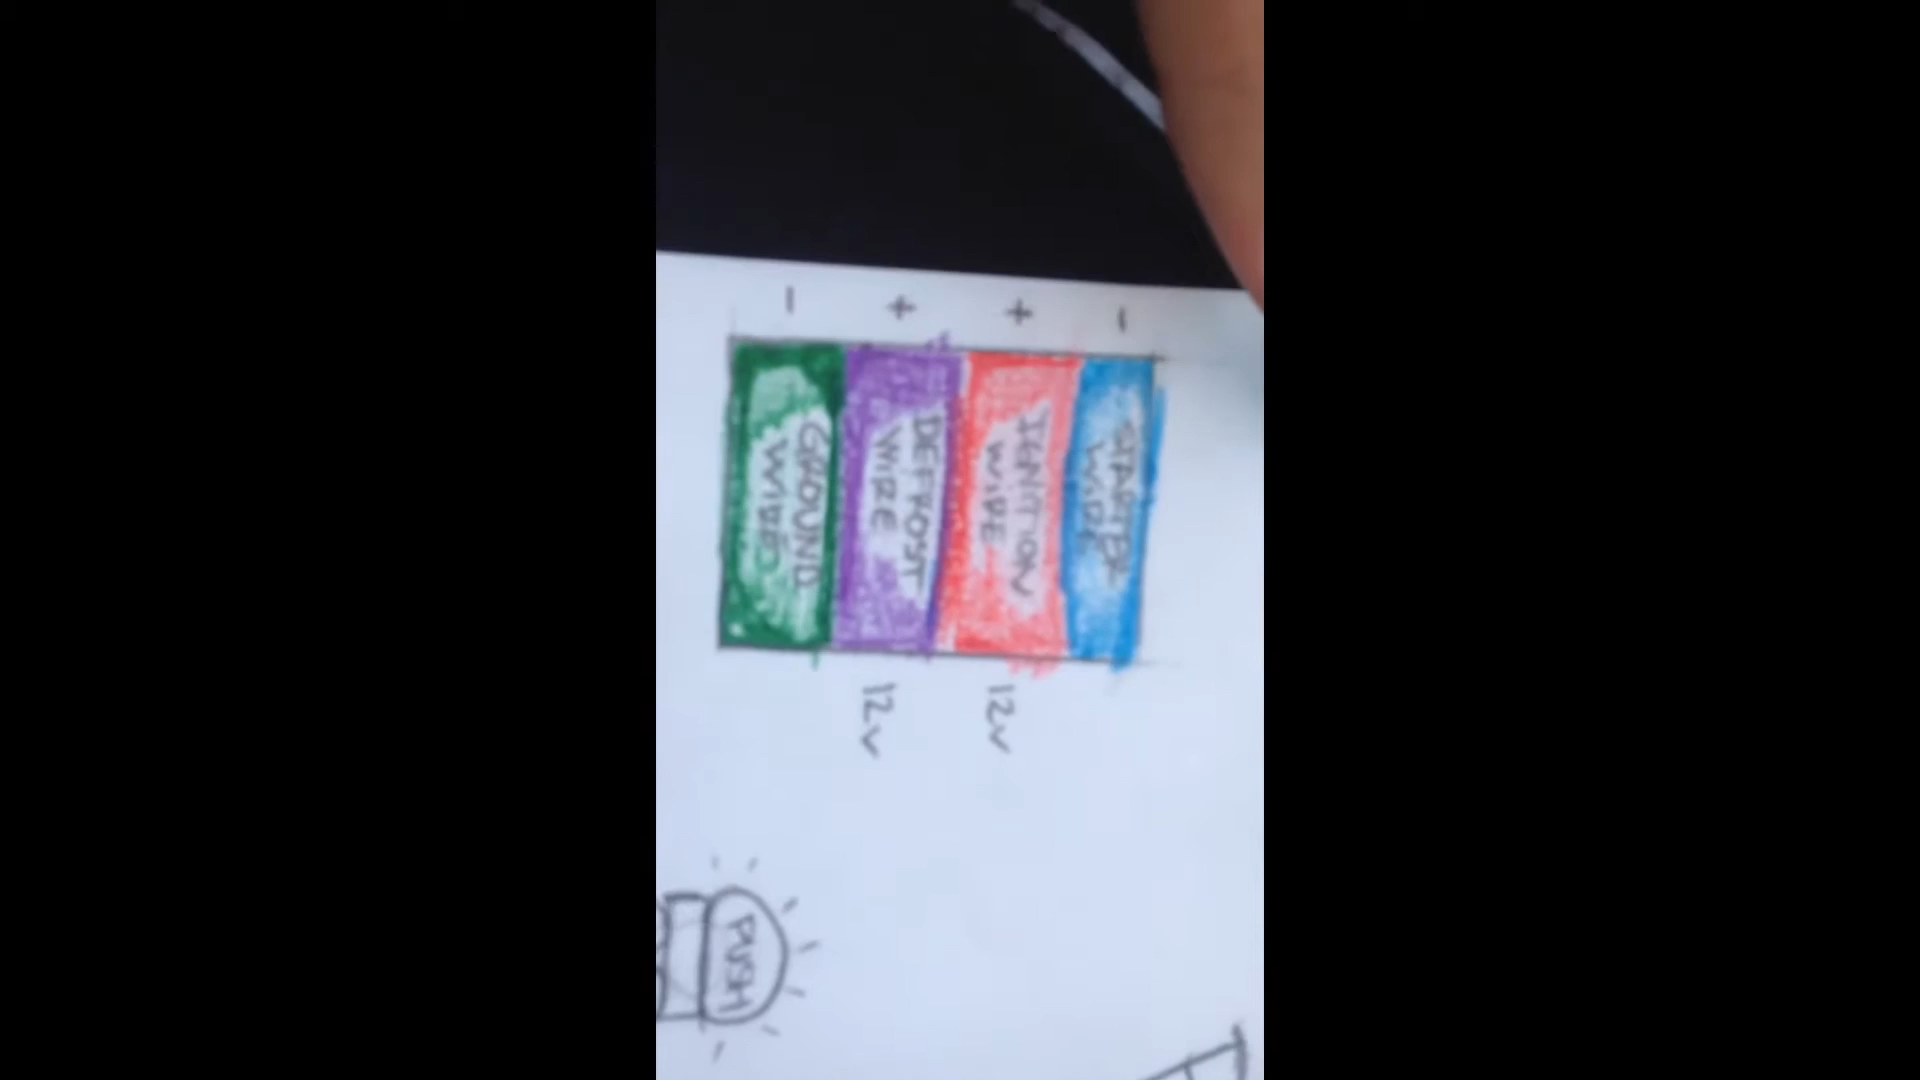 -
STARTER
WIRE
+
IGNITION
WIRE
12v
+
DEFROST
WIRE
12v
-
GROUND
WIRE
PUSH